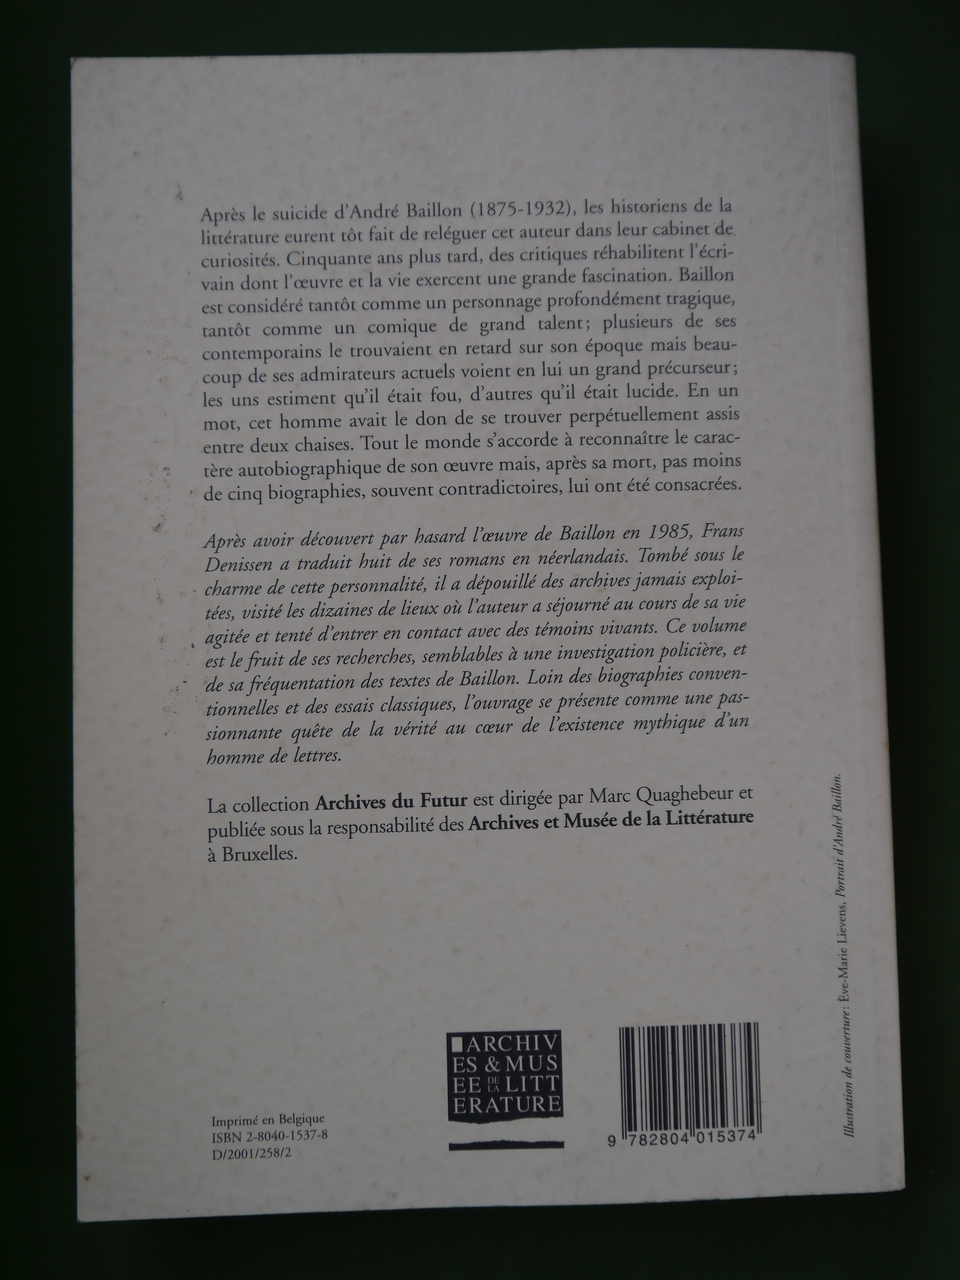 Après le suicide d'André Baillon (1875-1932), les historiens de la
littérature eurent tôt fait de reléguer cet auteur dans leur cabinet de
curiosités. Cinquante ans plus tard, des critiques réhabilitent l'écri-
vain dont l'œuvre et la vie exercent une grande fascination. Baillon
est considéré tantôt comme un personnage profondément tragique,
tantôt comme un comique de grand talent ; plusieurs de ses
contemporains le trouvaient en retard sur son époque mais beau-
coup de ses admirateurs actuels voient en lui un grand précurseur ;
les uns estiment qu'il était fou, d'autres qu'il était lucide. En un
mot, cet homme avait le don de se trouver perpétuellement assis
entre deux chaises. Tout le monde s'accorde à reconnaître le carac-
tère autobiographique de son œuvre mais, après sa mort, pas moins
de cinq biographies, souvent contradictoires, lui ont été consacrées.
Après avoir découvert par hasard l'œuvre de Baillon en 1985, Frans
Denissen a traduit huit de ses romans en néerlandais. Tombé sous le
charme de cette personnalité, il a dépouillé des archives jamais exploi-
tées, visité les dizaines de lieux où l'auteur a séjourné au cours de sa vie
agitée et tenté d'entrer en contact avec des témoins vivants. Ce volume
est le fruit de ses recherches, semblables à une investigation policière, et
de sa fréquentation des textes de Baillon. Loin des biographies conven-
tionnelles et des essais classiques, l'ouvrage se présente comme une pas-
sionnante quête de la vérité au cœur de l'existence mythique d'un
homme de lettres.
La collection Archives du Futur est dirigée par Marc Quaghebeur et
publiée sous la responsabilité des Archives et Musée de la Littérature
à Bruxelles.
Illustration de couverture : Ève-Marie Lievens, Portrait d'André Baillon.
ARCHIV
ES & MUS
EE DE LA LITT
ERATURE
Imprimé en Belgique
ISBN 2-8040-1537-8
D/2001/258/2
9 782804 015374